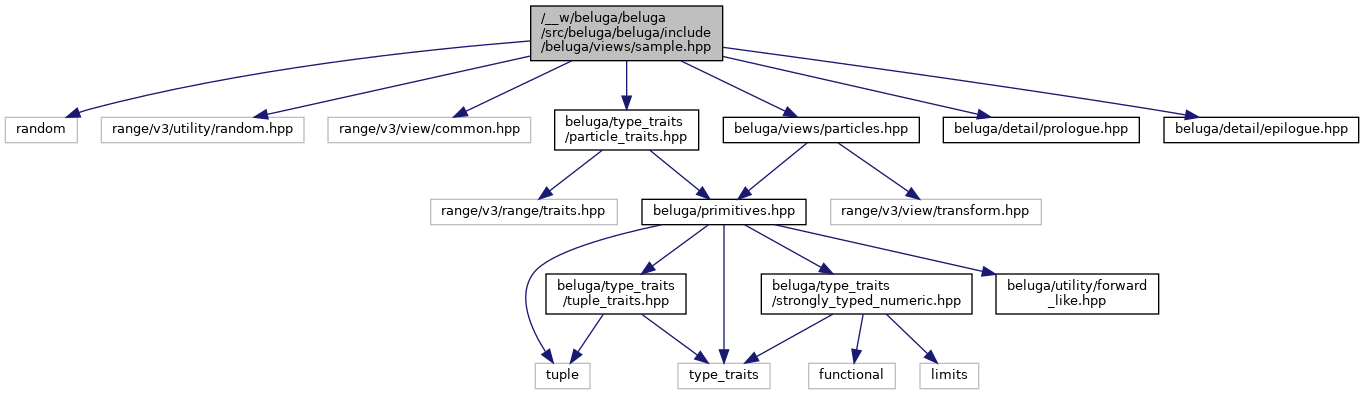 /__w/beluga/beluga
/src/beluga/beluga/include
/beluga/views/sample.hpp
random
range/v3/utility/random.hpp
range/v3/view/common.hpp
beluga/type_traits
/particle_traits.hpp
beluga/views/particles.hpp
beluga/detail/prologue.hpp
beluga/detail/epilogue.hpp
range/v3/range/traits.hpp
beluga/primitives.hpp
range/v3/view/transform.hpp
beluga/type_traits
/tuple_traits.hpp
beluga/type_traits
/strongly_typed_numeric.hpp
beluga/utility/forward
_like.hpp
tuple
type_traits
functional
limits